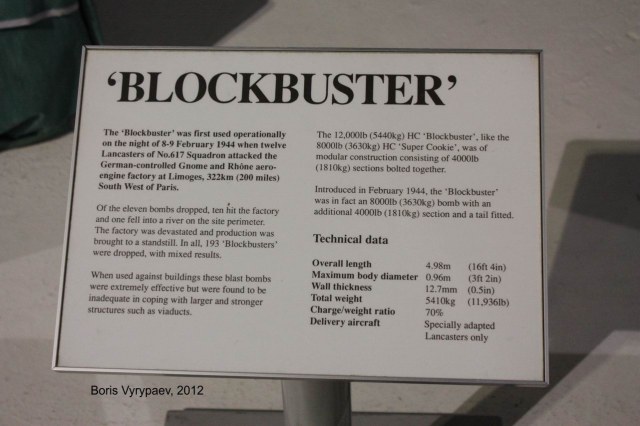 ‘BLOCKBUSTER’
The ‘Blockbuster’ was first used operationally
on the night of 8-9 February 1944 when twelve
Lancasters of No.617 Squadron attacked the
German-controlled Gnome and Rhône aero-
engine factory at Limoges, 322km (200 miles)
South West of Paris.
Of the eleven bombs dropped, ten hit the factory
and one fell into a river on the site perimeter.
The factory was devastated and production was
brought to a standstill. In all, 193 ‘Blockbusters’
were dropped, with mixed results.
When used against buildings these blast bombs
were extremely effective but were found to be
inadequate in coping with larger and stronger
structures such as viaducts.
The 12,000lb (5440kg) HC ‘Blockbuster’, like the
8000lb (3630kg) HC ‘Super Cookie’, was of
modular construction consisting of 4000lb
(1810kg) sections bolted together.
Introduced in February 1944, the ‘Blockbuster’
was in fact an 8000lb (3630kg) bomb with an
additional 4000lb (1810kg) section and a tail fitted.
Technical data
Overall length 4.98m (16ft 4in)
Maximum body diameter 0.96m (3ft 2in)
Wall thickness 12.7mm (0.5in)
Total weight 5410kg (11,936lb)
Charge/weight ratio 70%
Delivery aircraft Specially adapted
Lancasters only
Boris Vyrypaev, 2012